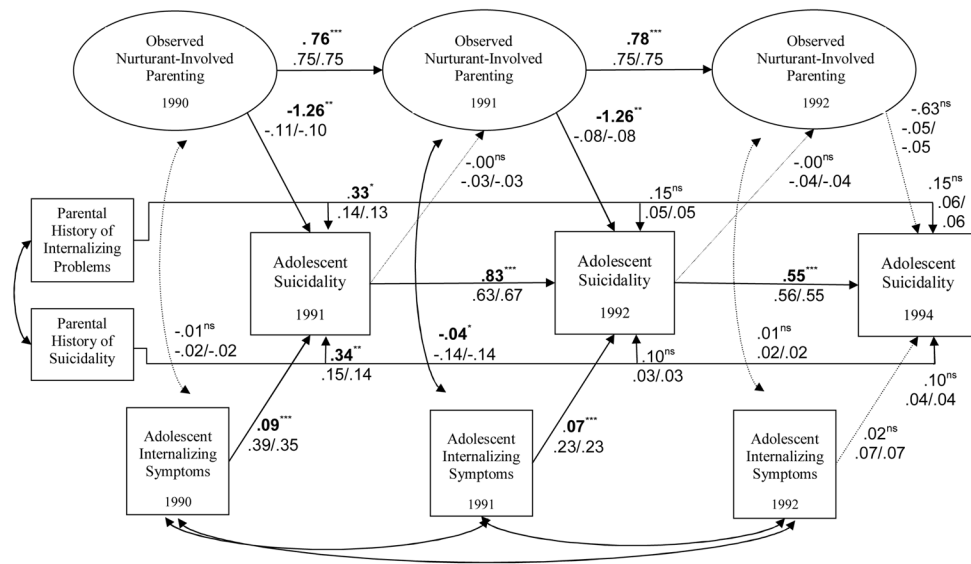 Observed
Nurturant-Involved
Parenting
1990
.76***
.75/.75
Observed
Nurturant-Involved
Parenting
1991
.78***
.75/.75
Observed
Nurturant-Involved
Parenting
1992
-1.26**
-.11/-.10
-1.26**
-.08/-.08
-.63ns
-.05/
-.05
-.00ns
-.03/-.03
-.00ns
-.04/-.04
.33*
.14/.13
.15ns
.05/.05
.15ns
.06/
.06
Parental
History of
Internalizing
Problems
Adolescent
Suicidality
1991
.83***
.63/.67
Adolescent
Suicidality
1992
.55***
.56/.55
Adolescent
Suicidality
1994
Parental
History of
Suicidality
-.01ns
-.02/-.02
.34**
.15/.14
-.04*
-.14/-.14
.10ns
.03/.03
.01ns
.02/.02
.10ns
.04/.04
Adolescent
Internalizing
Symptoms
1990
.09***
.39/.35
Adolescent
Internalizing
Symptoms
1991
.07***
.23/.23
Adolescent
Internalizing
Symptoms
1992
.02ns
.07/.07